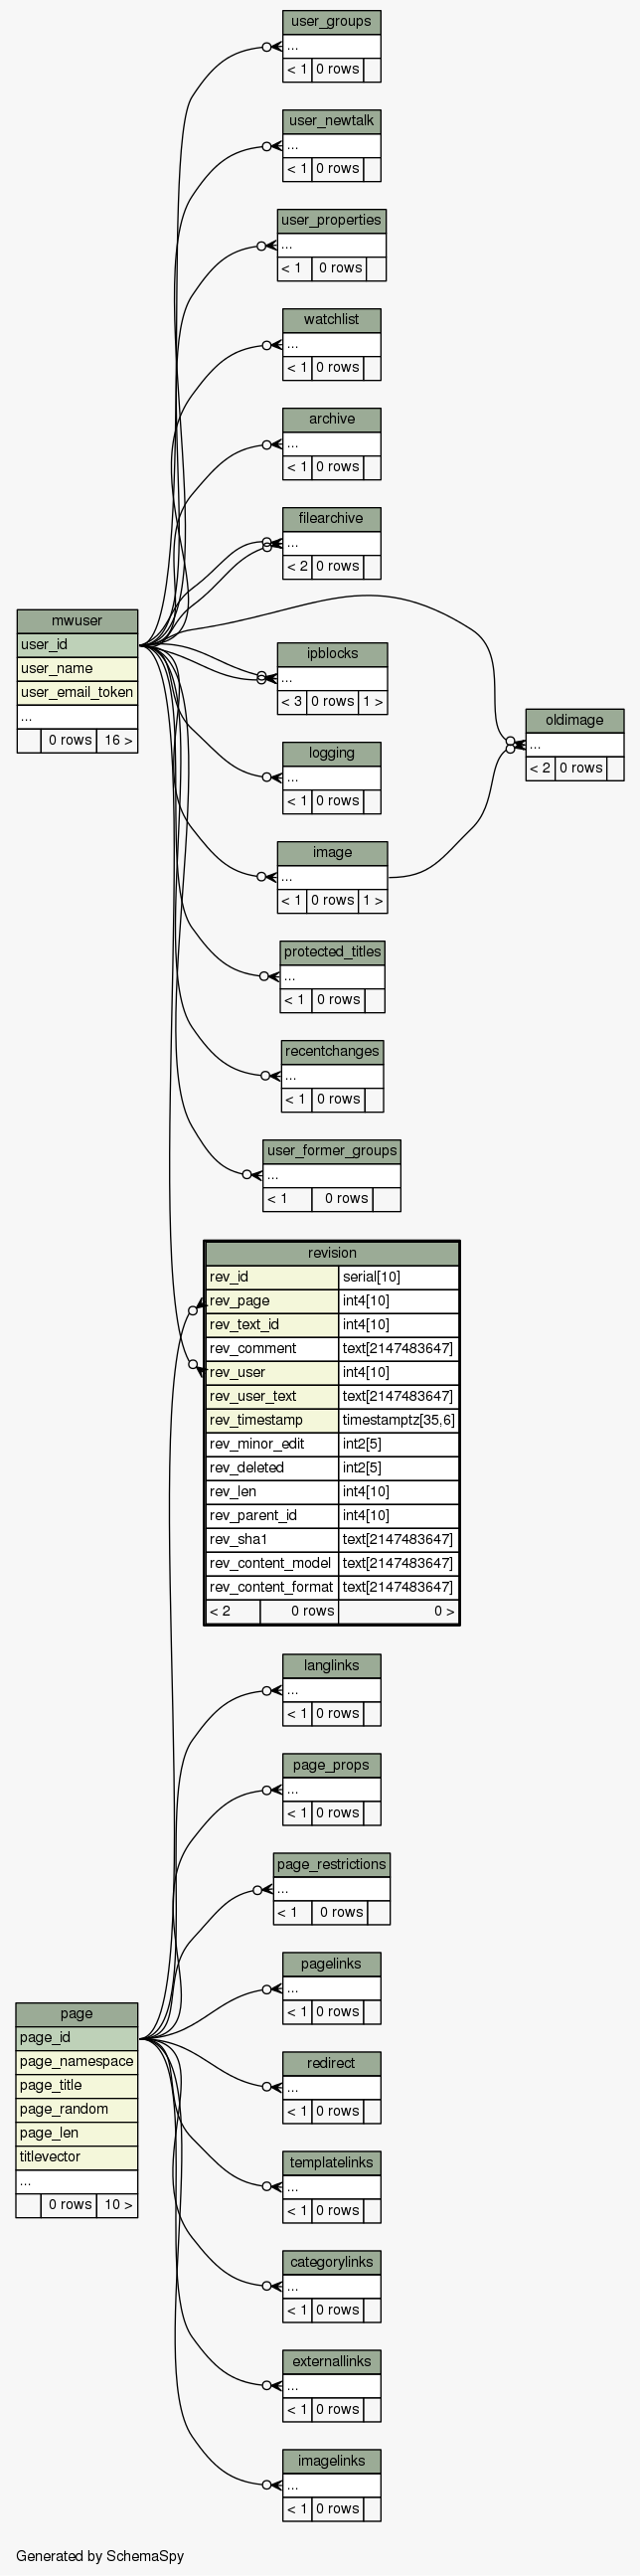 user_groups
...
< 1 0 rows
user_newtalk
...
< 1 0 rows
user_properties
...
< 1 0 rows
watchlist
...
< 1 0 rows
archive
...
< 1 0 rows
filearchive
...
< 2 0 rows
mwuser
user_id
user_name
user_email_token
...
0 rows 16 >
ipblocks
...
< 3 0 rows 1 >
oldimage
...
< 2 0 rows
logging
...
< 1 0 rows
image
...
< 1 0 rows 1 >
protected_titles
...
< 1 0 rows
recentchanges
...
< 1 0 rows
user_former_groups
...
< 1 0 rows
revision
rev_id serial[10]
rev_page int4[10]
rev_text_id int4[10]
rev_comment text[2147483647]
rev_user int4[10]
rev_user_text text[2147483647]
rev_timestamp timestamptz[35,6]
rev_minor_edit int2[5]
rev_deleted int2[5]
rev_len int4[10]
rev_parent_id int4[10]
rev_sha1 text[2147483647]
rev_content_model text[2147483647]
rev_content_format text[2147483647]
< 2 0 rows 0 >
langlinks
...
< 1 0 rows
page_props
...
< 1 0 rows
page_restrictions
...
< 1 0 rows
pagelinks
...
< 1 0 rows
page
page_id
page_namespace
page_title
page_random
page_len
titlevector
...
0 rows 10 >
redirect
...
< 1 0 rows
templatelinks
...
< 1 0 rows
categorylinks
...
< 1 0 rows
externallinks
...
< 1 0 rows
imagelinks
...
< 1 0 rows
Generated by SchemaSpy